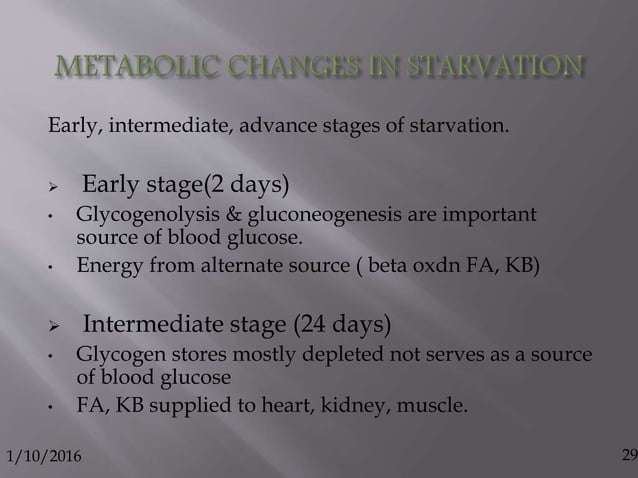 METABOLIC CHANGES IN STARVATION
Early, intermediate, advance stages of starvation.
➢ Early stage(2 days)
• Glycogenolysis & gluconeogenesis are important
source of blood glucose.
• Energy from alternate source ( beta oxdn FA, KB)
➢ Intermediate stage (24 days)
• Glycogen stores mostly depleted not serves as a source
of blood glucose
• FA, KB supplied to heart, kidney, muscle.
1/10/2016 29